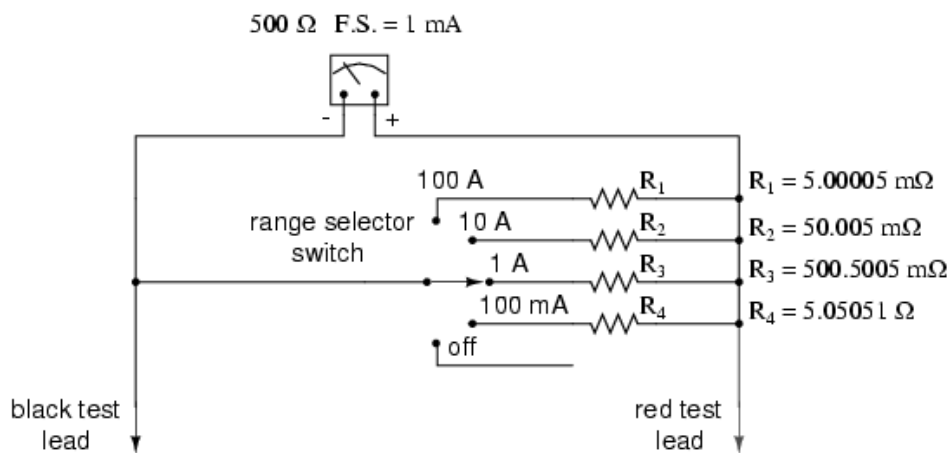 500 Ω F.S. = 1 mA
- +
100 A R₁ R₁ = 5.00005 mΩ
range selector
switch
10 A R₂ R₂ = 50.005 mΩ
1 A R₃ R₃ = 500.5005 mΩ
100 mA R₄ R₄ = 5.05051 Ω
off
black test
lead
red test
lead